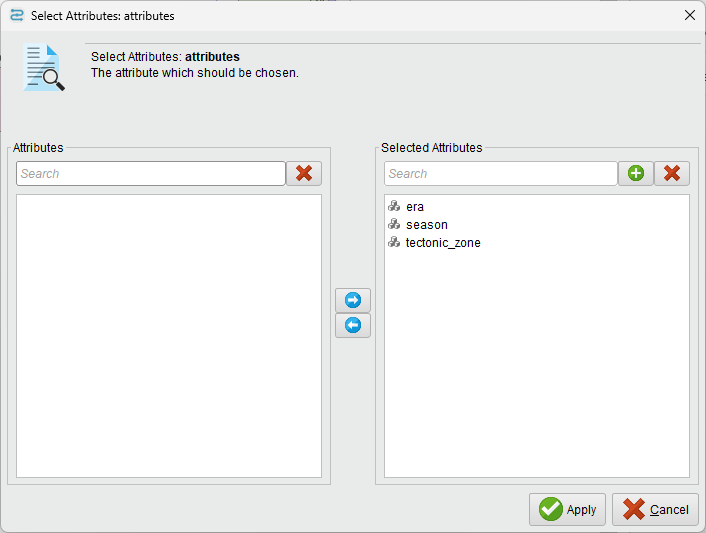 Select Attributes: attributes
Select Attributes: attributes
The attribute which should be chosen.
Attributes
Search
Selected Attributes
Search
era
season
tectonic_zone
Apply
Cancel